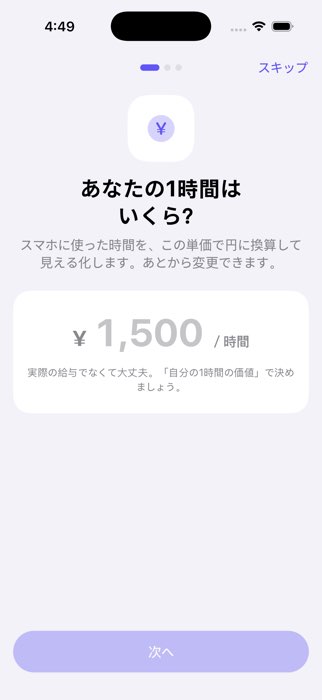 4:49
スキップ
¥
あなたの1時間は
いくら?
スマホに使った時間を、この単価で円に換算して
見える化します。あとから変更できます。
¥ 1,500 / 時間
実際の給与でなくて大丈夫。「自分の1時間の価値」で決め
ましょう。
次へ